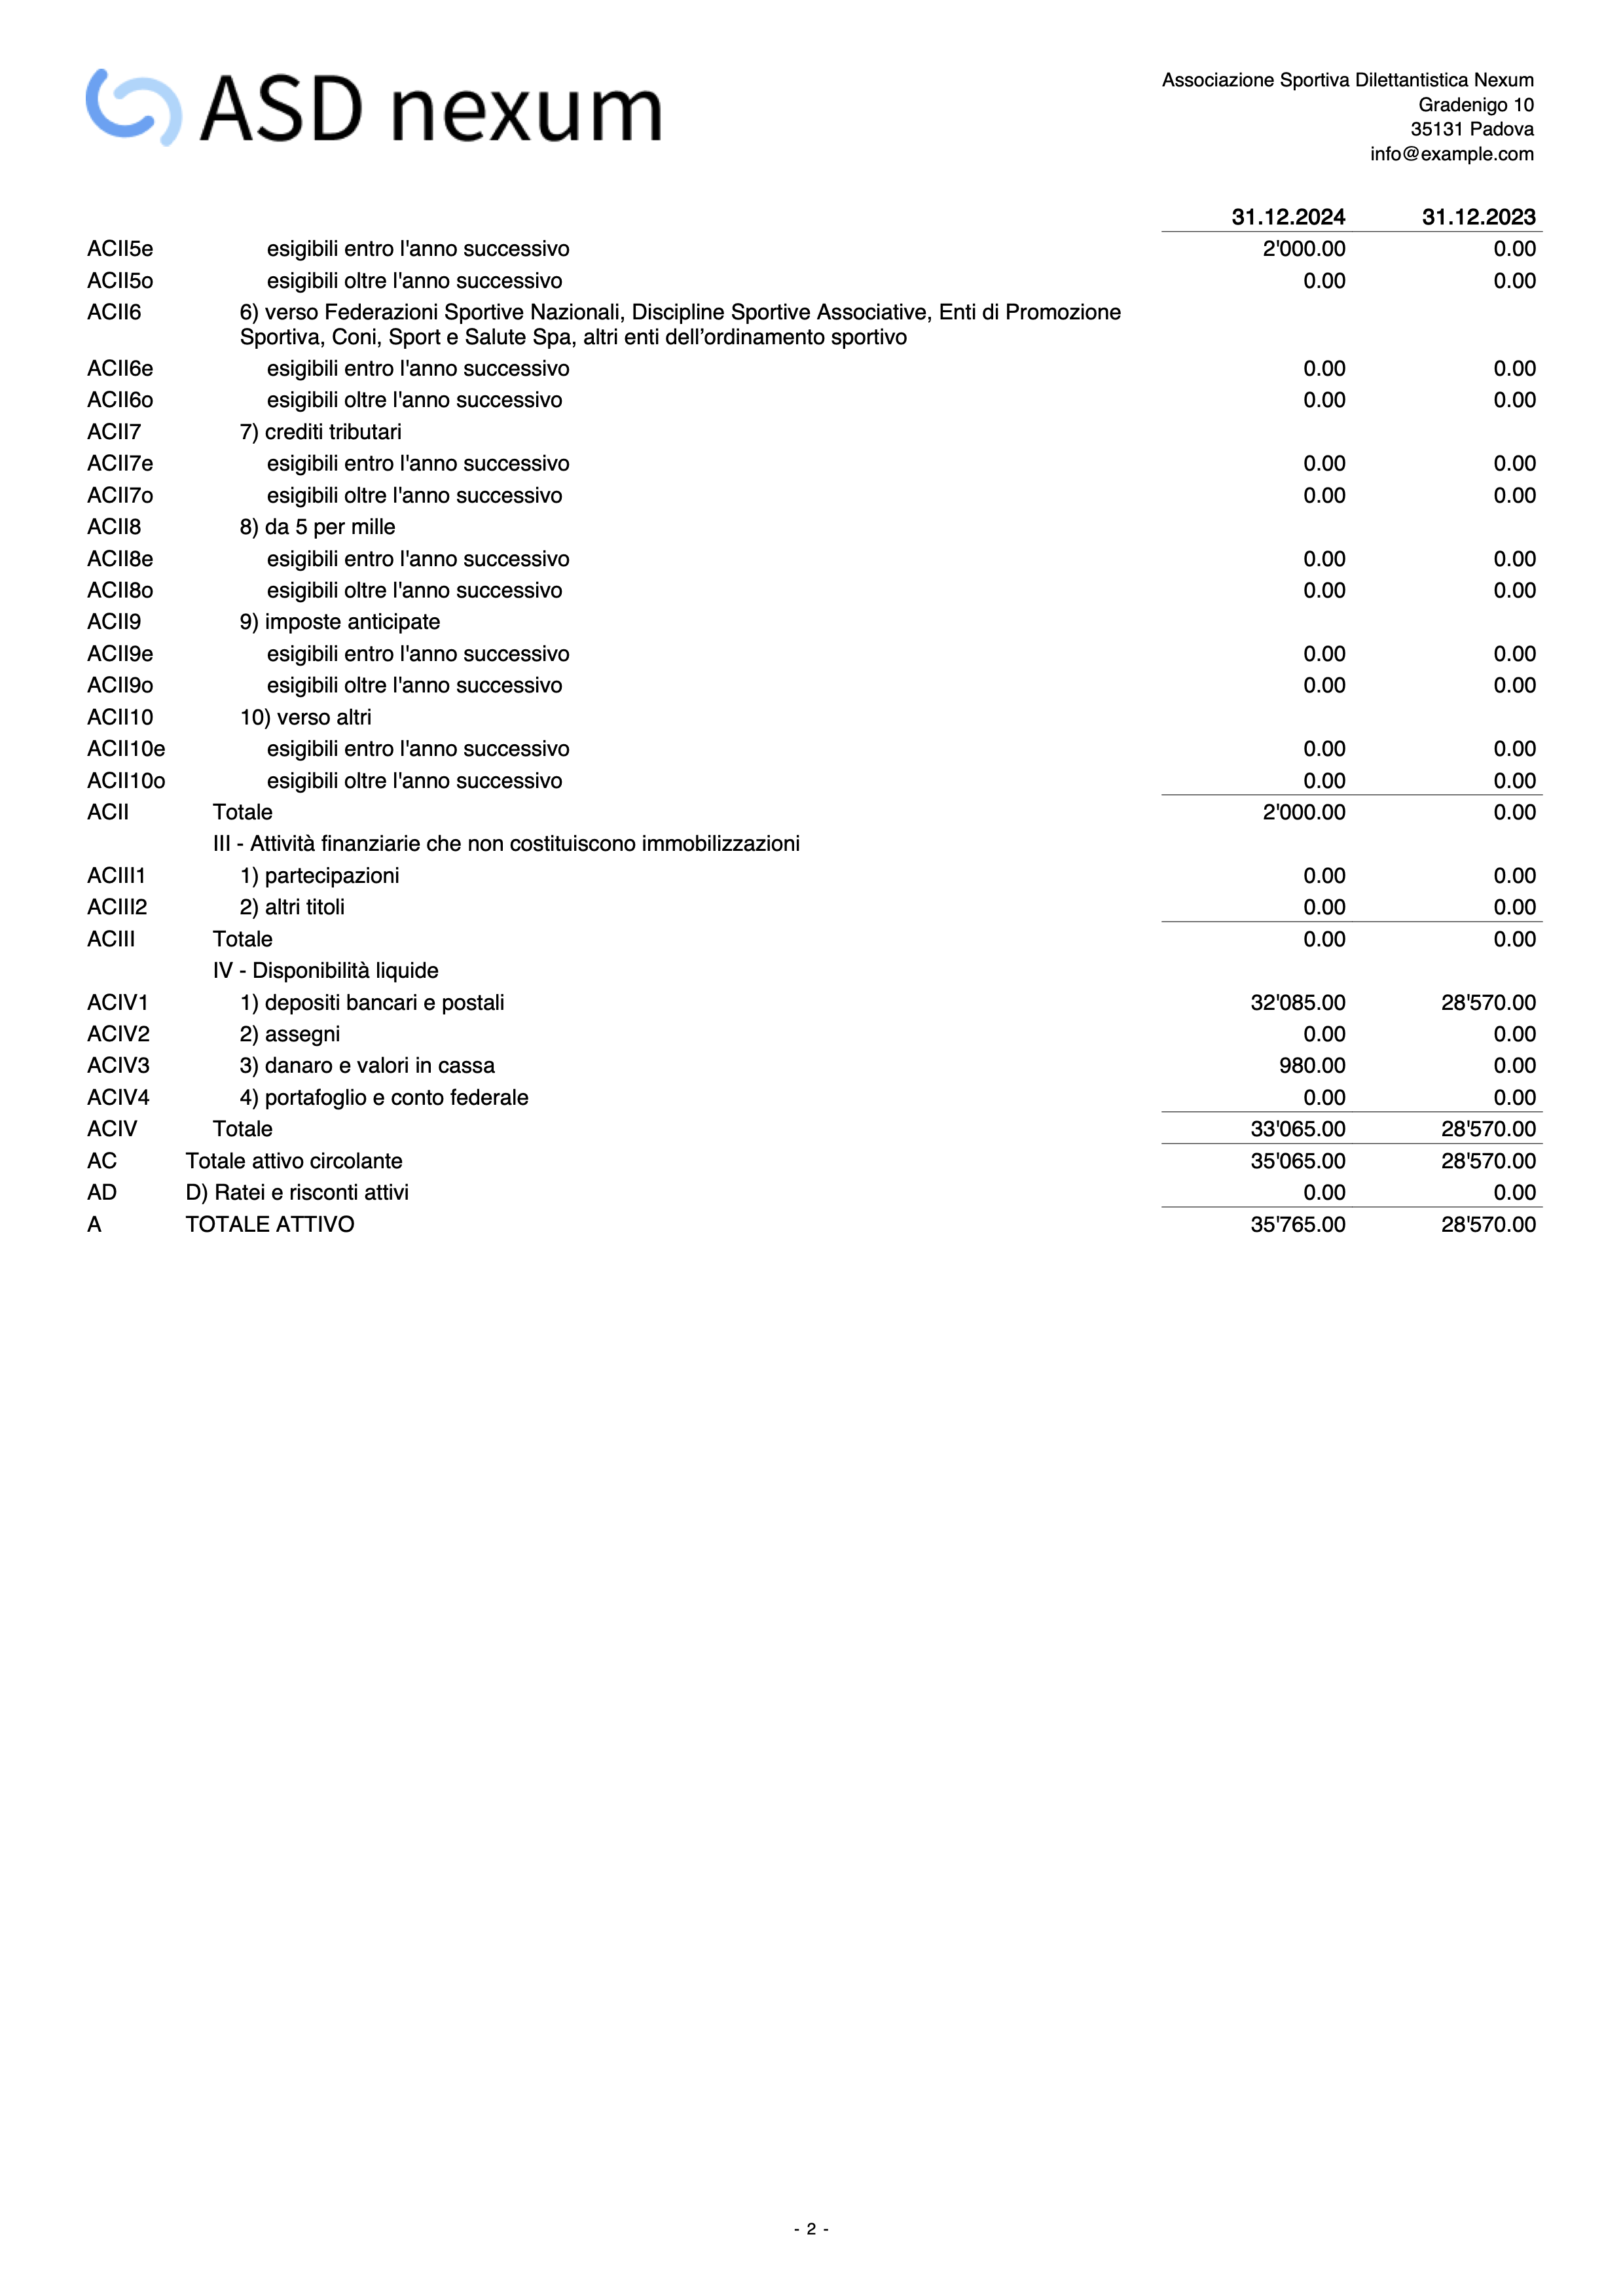 ASD nexum
Associazione Sportiva Dilettantistica Nexum
Gradenigo 10
35131 Padova
info@example.com
31.12.2024 31.12.2023
ACII5e esigibili entro l'anno successivo 2'000.00 0.00
ACII5o esigibili oltre l'anno successivo 0.00 0.00
ACII6 6) verso Federazioni Sportive Nazionali, Discipline Sportive Associative, Enti di Promozione
Sportiva, Coni, Sport e Salute Spa, altri enti dell’ordinamento sportivo
ACII6e esigibili entro l'anno successivo 0.00 0.00
ACII6o esigibili oltre l'anno successivo 0.00 0.00
ACII7 7) crediti tributari
ACII7e esigibili entro l'anno successivo 0.00 0.00
ACII7o esigibili oltre l'anno successivo 0.00 0.00
ACII8 8) da 5 per mille
ACII8e esigibili entro l'anno successivo 0.00 0.00
ACII8o esigibili oltre l'anno successivo 0.00 0.00
ACII9 9) imposte anticipate
ACII9e esigibili entro l'anno successivo 0.00 0.00
ACII9o esigibili oltre l'anno successivo 0.00 0.00
ACII10 10) verso altri
ACII10e esigibili entro l'anno successivo 0.00 0.00
ACII10o esigibili oltre l'anno successivo 0.00 0.00
ACII Totale 2'000.00 0.00
III - Attività finanziarie che non costituiscono immobilizzazioni
ACIII1 1) partecipazioni 0.00 0.00
ACIII2 2) altri titoli 0.00 0.00
ACIII Totale 0.00 0.00
IV - Disponibilità liquide
ACIV1 1) depositi bancari e postali 32'085.00 28'570.00
ACIV2 2) assegni 0.00 0.00
ACIV3 3) danaro e valori in cassa 980.00 0.00
ACIV4 4) portafoglio e conto federale 0.00 0.00
ACIV Totale 33'065.00 28'570.00
AC Totale attivo circolante 35'065.00 28'570.00
AD D) Ratei e risconti attivi 0.00 0.00
A TOTALE ATTIVO 35'765.00 28'570.00
- 2 -